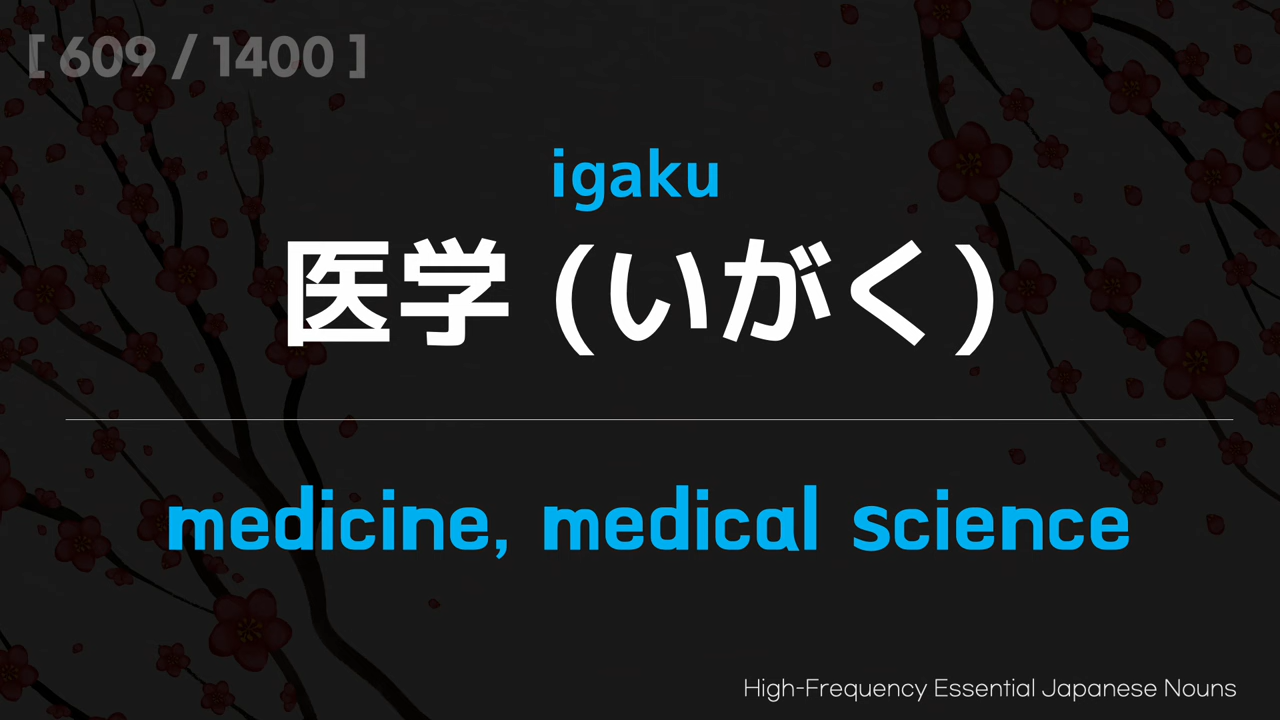 [ 609 / 1400 ]
igaku
医学 (いがく)
medicine, medical science
High-Frequency Essential Japanese Nouns